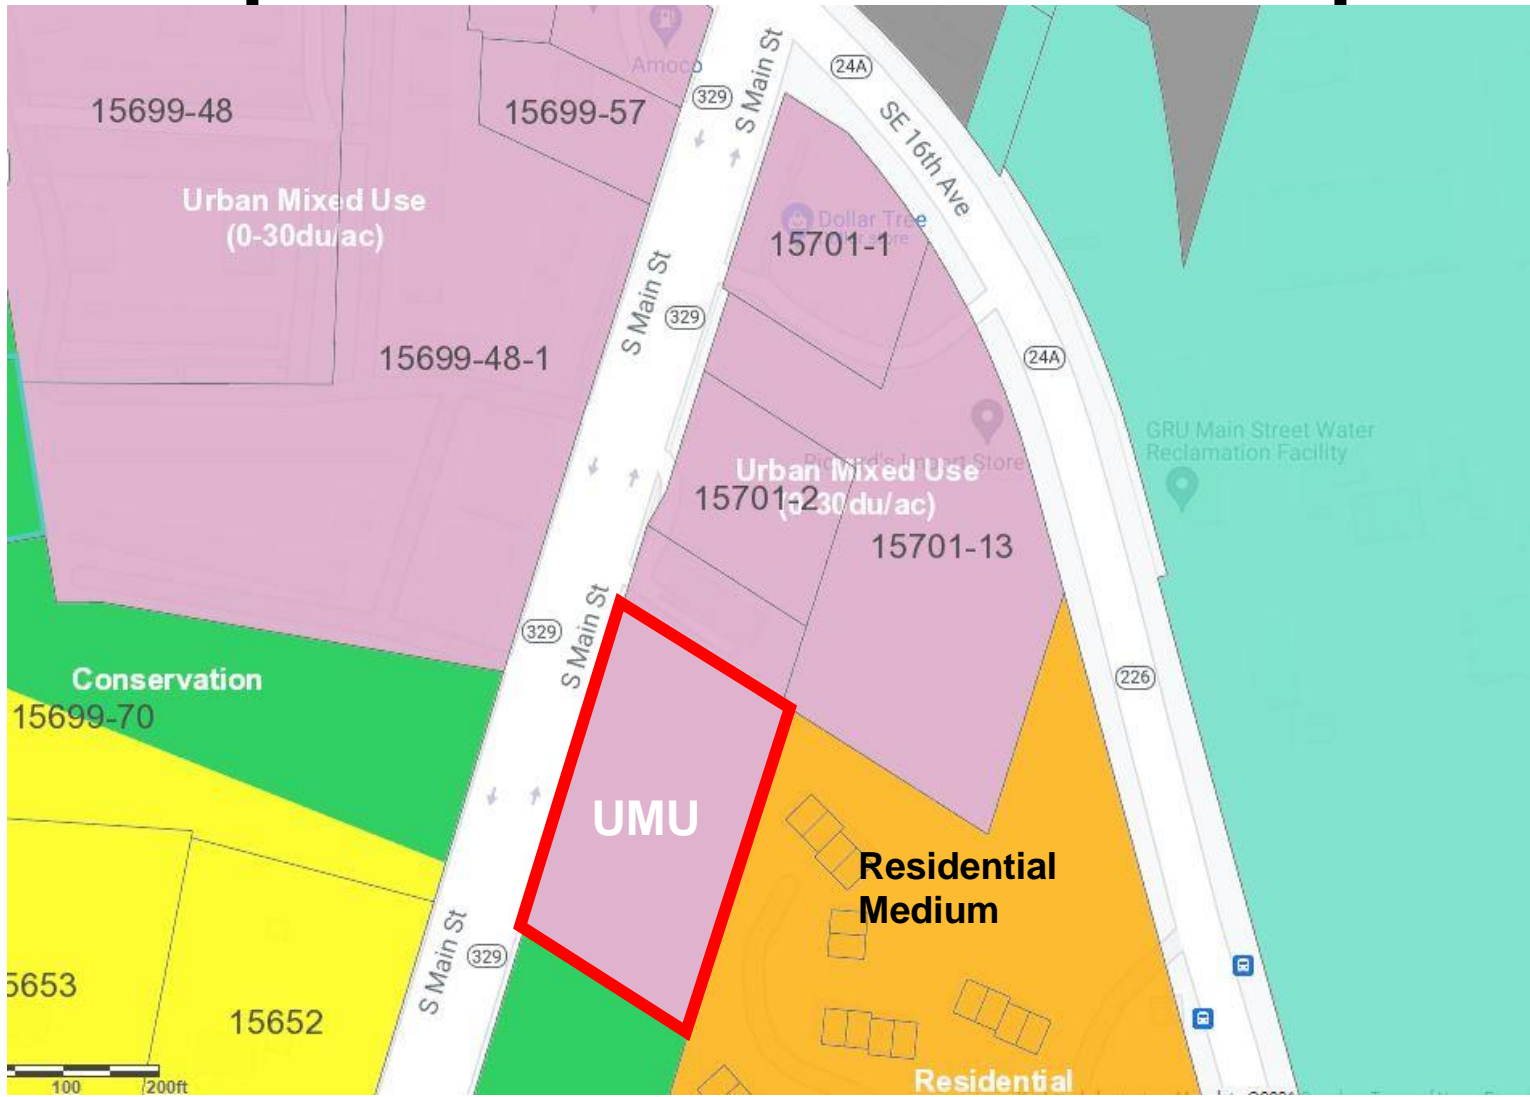 Amoco
S Main St
24A
329
15699-48
15699-57
SE 16th Ave
Urban Mixed Use
(0-30du/ac)
Dollar Tree
15701-1
S Main St
329
15699-48-1
24A
GRU Main Street Water
Reclamation Facility
Urban Mixed Use
15701-2
(0-30du/ac)
15701-13
S Main St
329
Conservation
15699-70
226
UMU
Residential
Medium
S Main St
329
5653
15652
100
200ft
Residential